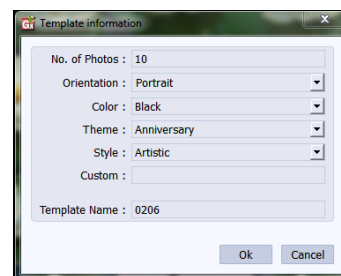 Template information
No. of Photos : 10
Orientation : Portrait
Color : Black
Theme : Anniversary
Style : Artistic
Custom :
Template Name : 0206
Ok Cancel